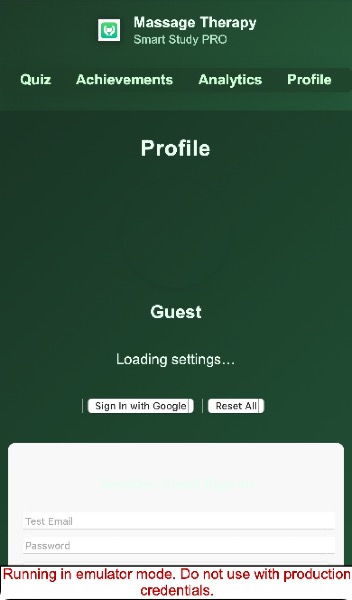 Massage Therapy
Smart Study PRO
Quiz Achievements Analytics Profile
Profile
Guest
Loading settings...
Sign In with Google Reset All
Test Email
Password
Running in emulator mode. Do not use with production
credentials.